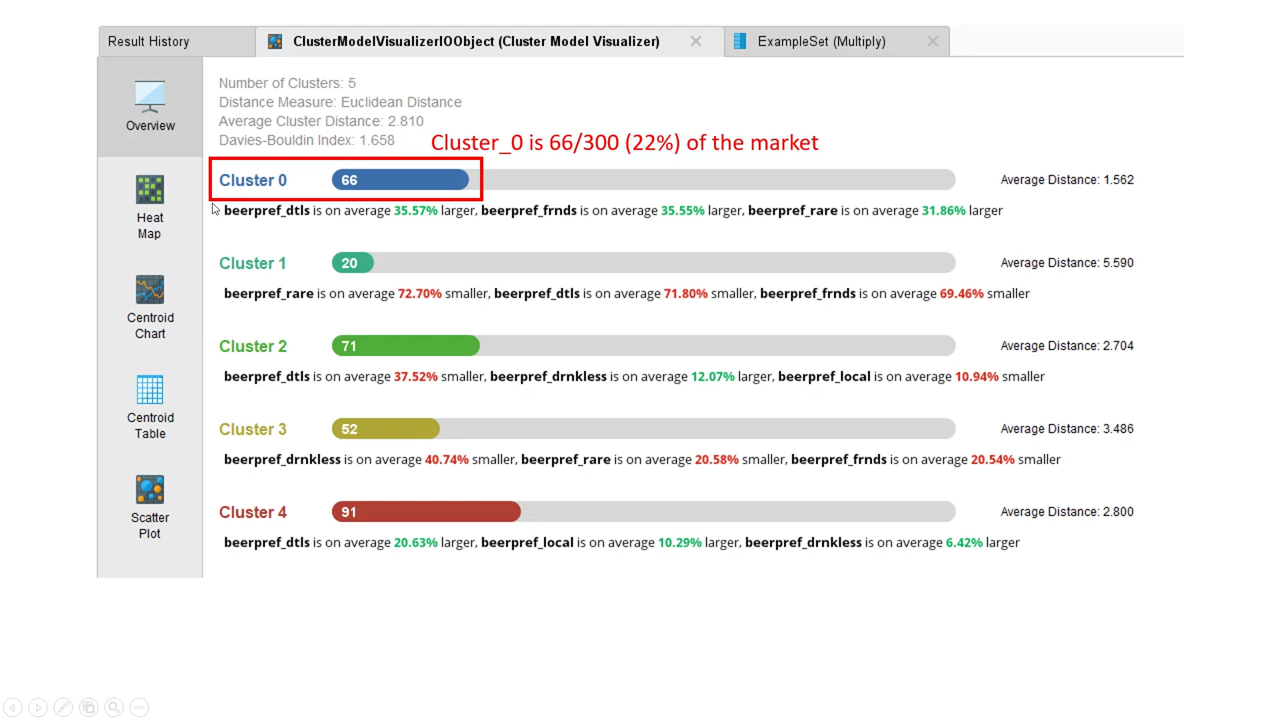 Result History
ClusterModelVisualizerIOObject (Cluster Model Visualizer)
ExampleSet (Multiply)
Overview
Heat
Map
Centroid
Chart
Centroid
Table
Scatter
Plot
Number of Clusters: 5
Distance Measure: Euclidean Distance
Average Cluster Distance: 2.810
Davies-Bouldin Index: 1.658
Cluster_0 is 66/300 (22%) of the market
Cluster 0 66 Average Distance: 1.562
beerpref_dtls is on average 35.57% larger, beerpref_frnds is on average 35.55% larger, beerpref_rare is on average 31.86% larger
Cluster 1 20 Average Distance: 5.590
beerpref_rare is on average 72.70% smaller, beerpref_dtls is on average 71.80% smaller, beerpref_frnds is on average 69.46% smaller
Cluster 2 71 Average Distance: 2.704
beerpref_dtls is on average 37.52% smaller, beerpref_drnkless is on average 12.07% larger, beerpref_local is on average 10.94% smaller
Cluster 3 52 Average Distance: 3.486
beerpref_drnkless is on average 40.74% smaller, beerpref_rare is on average 20.58% smaller, beerpref_frnds is on average 20.54% smaller
Cluster 4 91 Average Distance: 2.800
beerpref_dtls is on average 20.63% larger, beerpref_local is on average 10.29% larger, beerpref_drnkless is on average 6.42% larger